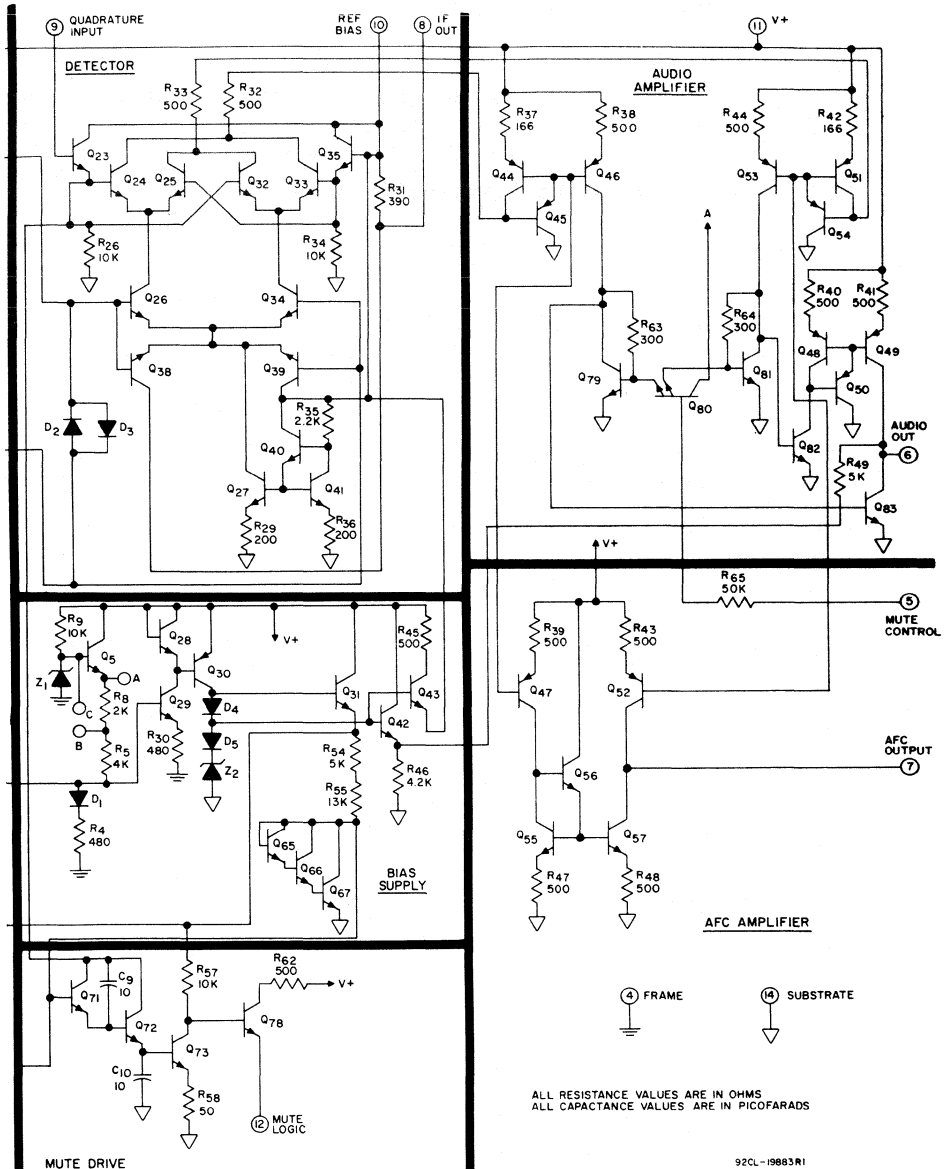 9 QUADRATURE INPUT
REF BIAS 10
8 IF OUT
11 V+
DETECTOR
AUDIO AMPLIFIER
R33 500
R32 500
R37 166
R38 500
R44 500
R42 166
Q23
Q24
Q25
Q32
Q33
Q35
R31 390
Q44
Q46
Q53
Q51
Q45
Q54
A
R26 10K
R34 10K
Q26
Q34
R40 500
R41 500
R63 300
R64 300
Q38
Q39
Q79
Q80
Q81
Q48
Q49
Q50
D2
D3
R35 2.2K
Q40
Q82
AUDIO OUT
6
Q27
Q41
R49 5K
Q83
R29 200
R36 200
V+
R65 50K
5
MUTE CONTROL
R9 10K
Q5
Q28
V+
R45 500
R39 500
R43 500
Z1
A
Q30
Q31
Q43
Q47
Q52
R8 2K
C
Q29
D4
Q42
B
R30 480
D5
R5 4K
Z2
R54 5K
R46 4.2K
AFC OUTPUT
7
D1
R55 13K
Q56
R4 480
Q65
Q66
Q67
BIAS SUPPLY
Q55
Q57
R47 500
R48 500
AFC AMPLIFIER
R62 500
V+
Q71
C9 10
R57 10K
Q78
Q72
Q73
4 FRAME
14 SUBSTRATE
C10 10
R58 50
12 MUTE LOGIC
ALL RESISTANCE VALUES ARE IN OHMS
ALL CAPACTANCE VALUES ARE IN PICOFARADS
MUTE DRIVE
92CL-19883R1